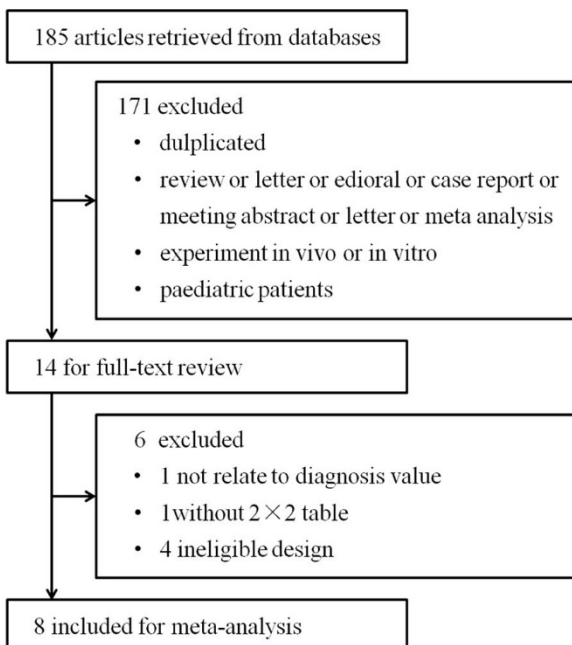 185 articles retrieved from databases
171 excluded
• dulplicated
• review or letter or edioral or case report or
meeting abstract or letter or meta analysis
• experiment in vivo or in vitro
• paediatric patients
14 for full-text review
6 excluded
• 1 not relate to diagnosis value
• 1without 2×2 table
• 4 ineligible design
8 included for meta-analysis